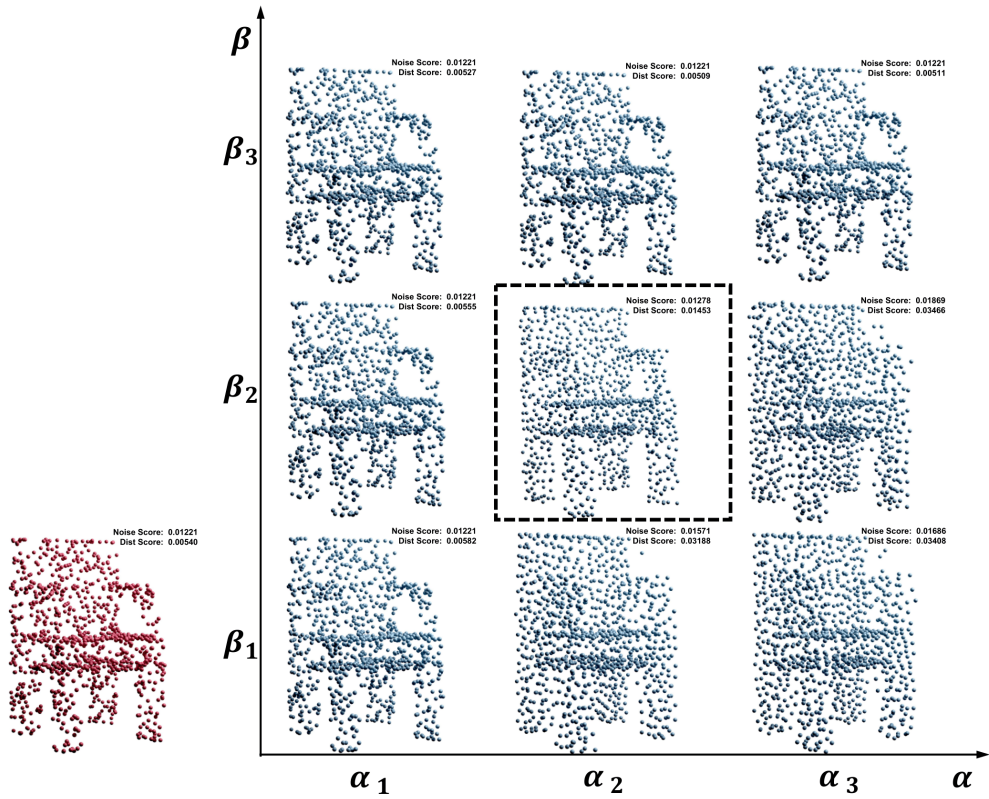 β
Noise Score: 0.01221
Dist Score: 0.00527
Noise Score: 0.01221
Dist Score: 0.00509
Noise Score: 0.01221
Dist Score: 0.00511
β3
Noise Score: 0.01221
Dist Score: 0.00555
Noise Score: 0.01278
Dist Score: 0.01453
Noise Score: 0.01869
Dist Score: 0.03466
β2
Noise Score: 0.01221
Dist Score: 0.00540
Noise Score: 0.01221
Dist Score: 0.00582
Noise Score: 0.01571
Dist Score: 0.03188
Noise Score: 0.01686
Dist Score: 0.03408
β1
α1
α2
α3
α